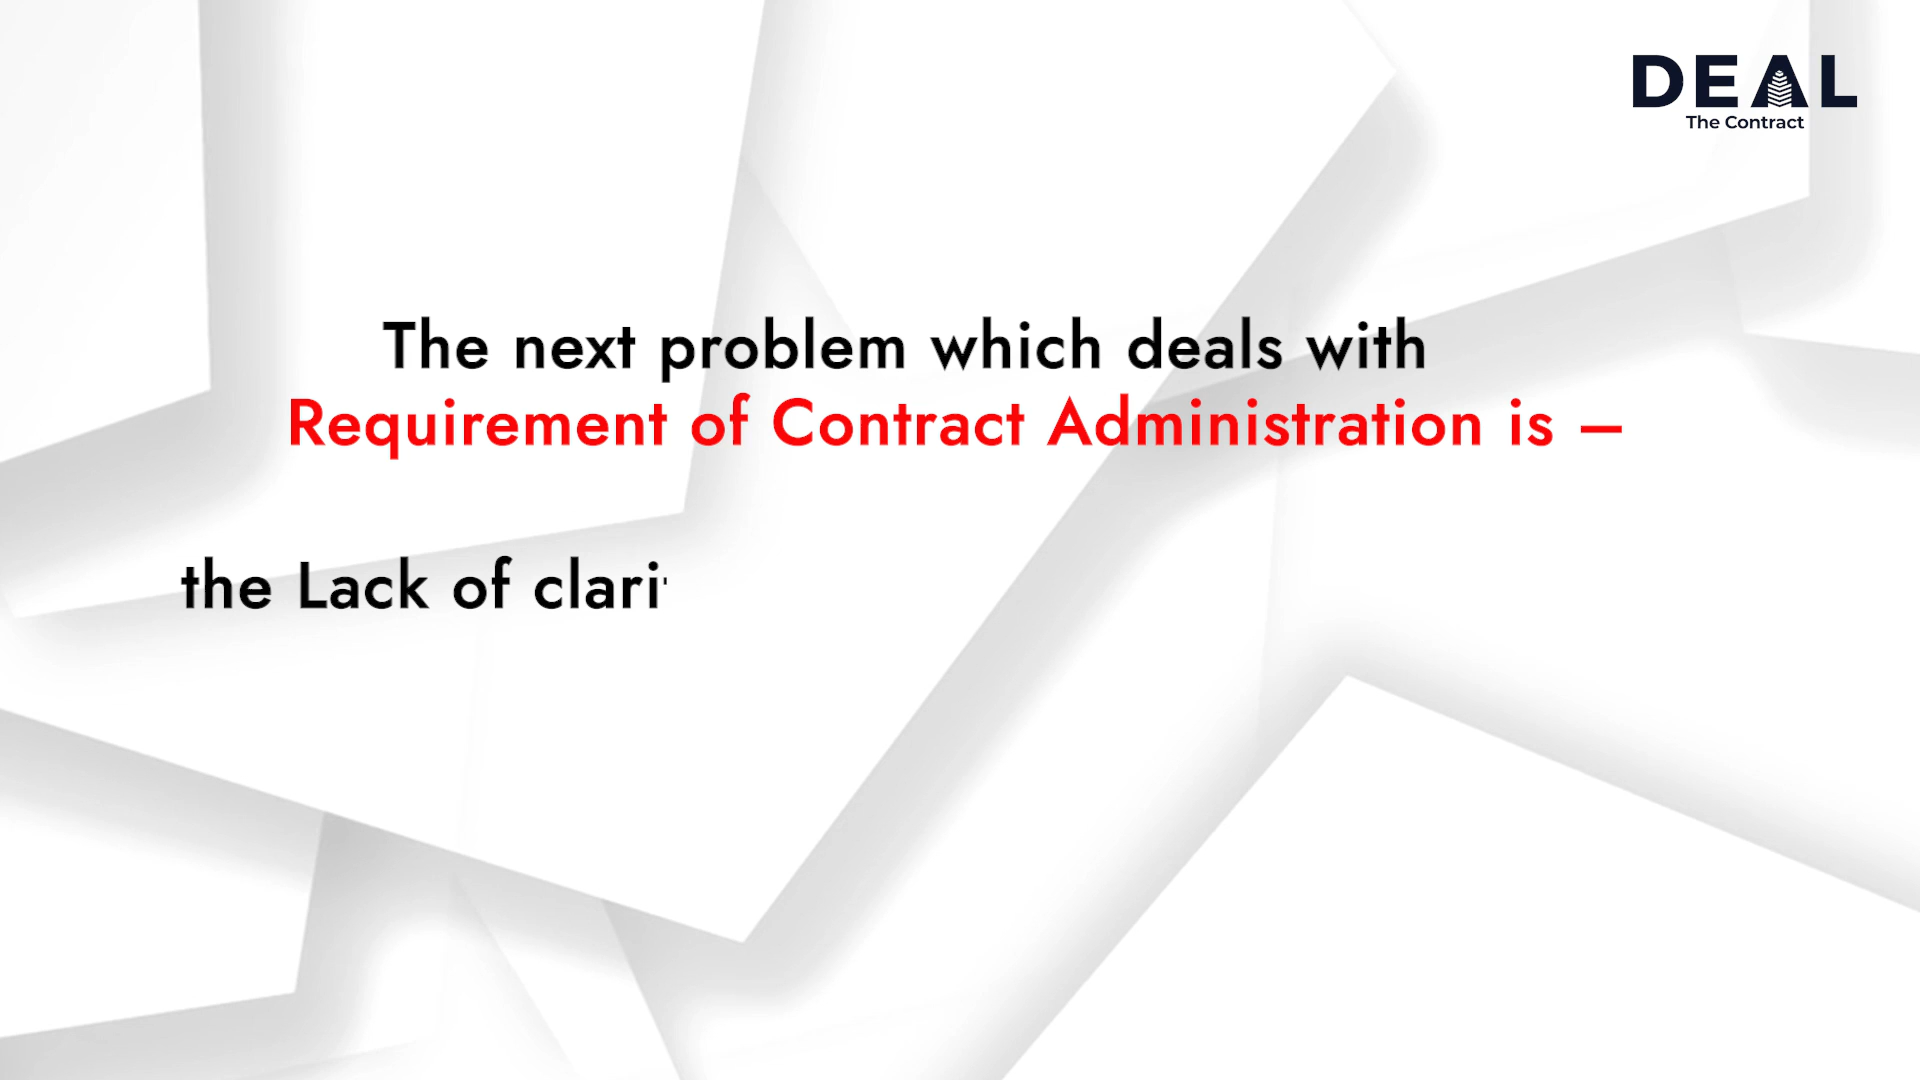 DEAL
The Contract
The next problem which deals with
Requirement of Contract Administration is –
the Lack of clari